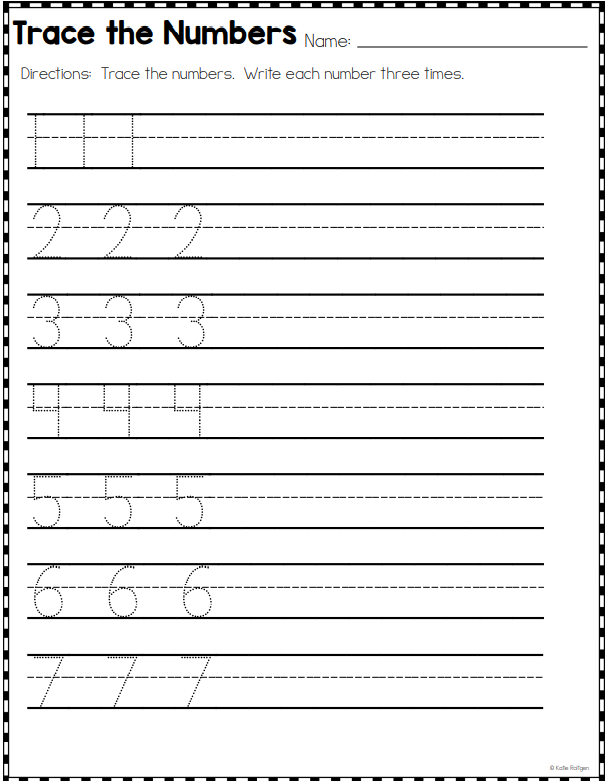 Trace the Numbers Name:
Directions: Trace the numbers. Write each number three times.
1 1 1
2 2 2
3 3 3
4 4 4
5 5 5
6 6 6
7 7 7
© Katie Roltgen